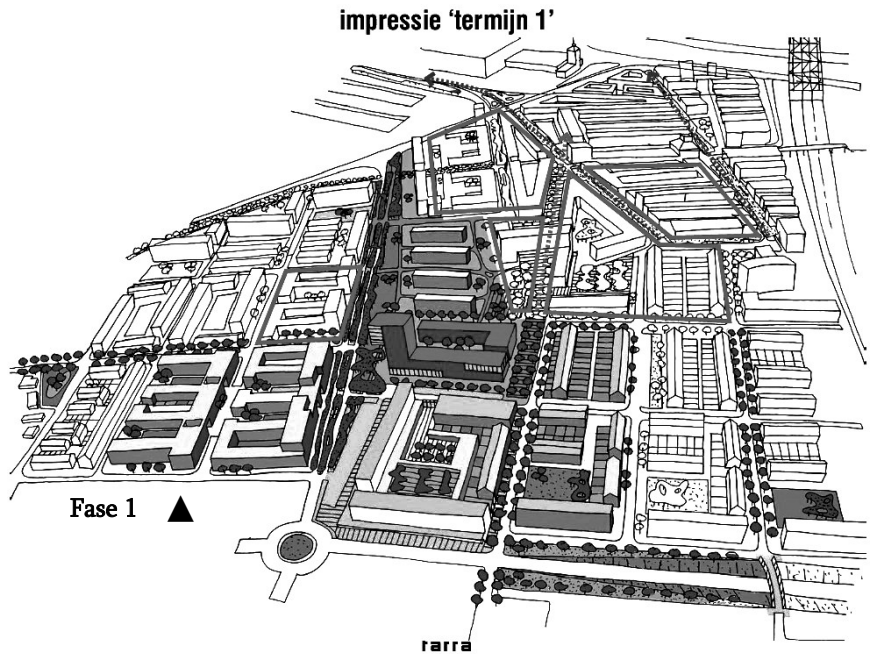 impressie ‘termijn 1’
Fase 1
rarra